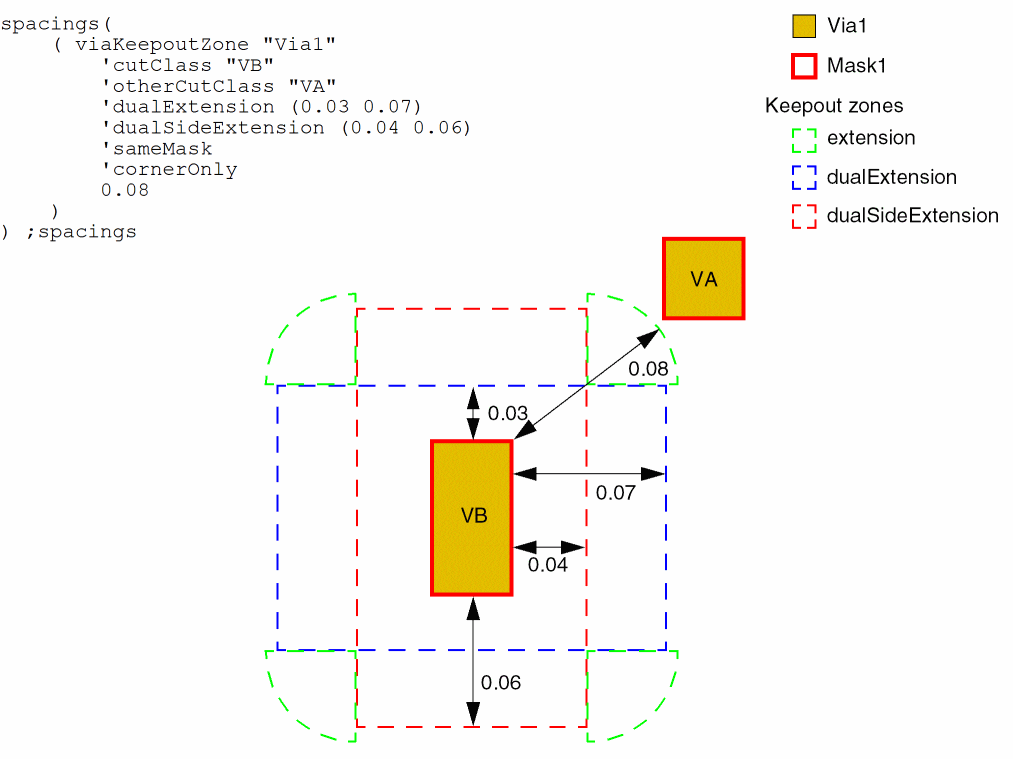 spacings(
( viaKeepoutZone "Via1"
'cutClass "VB"
'otherCutClass "VA"
'dualExtension (0.03 0.07)
'dualSideExtension (0.04 0.06)
'sameMask
'cornerOnly
0.08
)
) ;spacings
Via1
Mask1
Keepout zones
extension
dualExtension
dualSideExtension
VA
0.08
0.03
0.07
VB
0.04
0.06